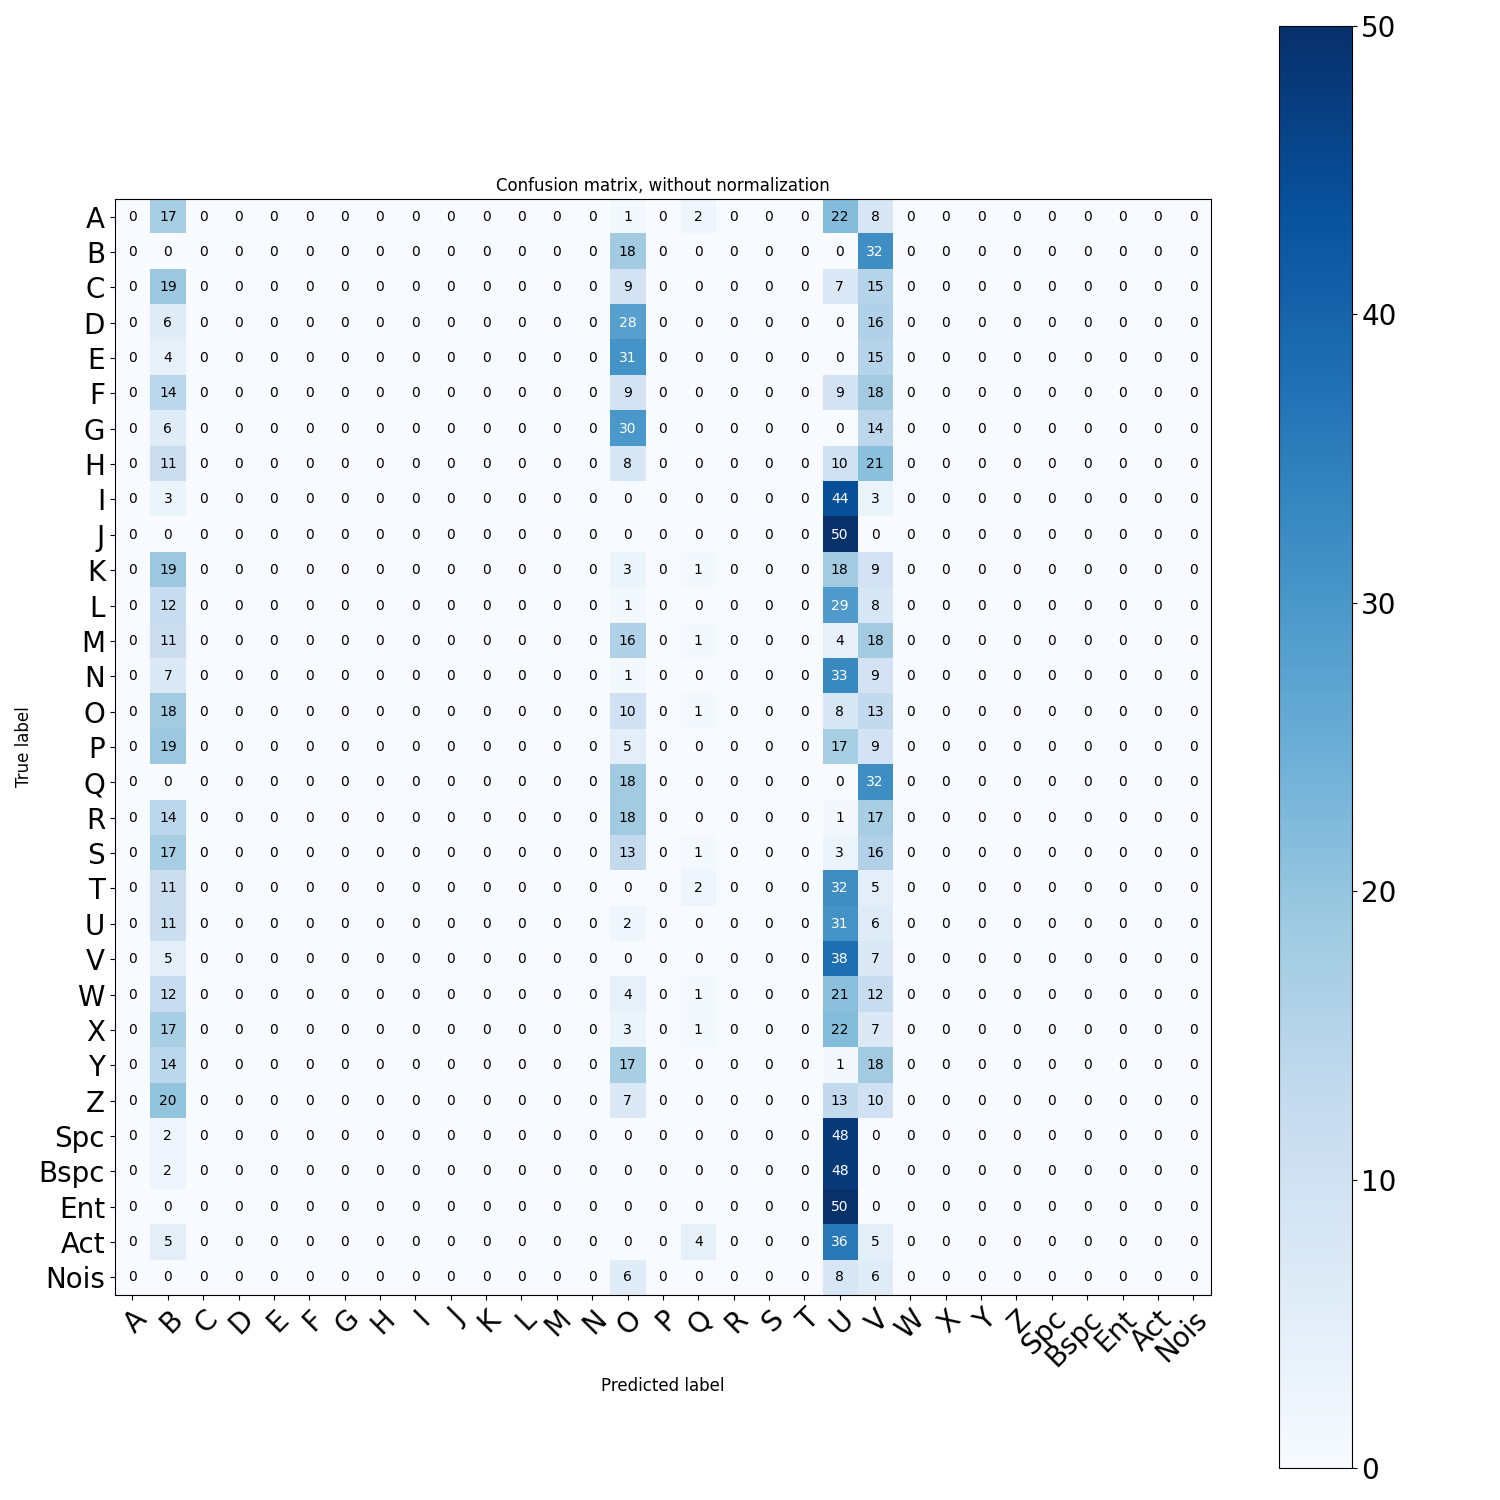 Confusion matrix, without normalization
A 0 17 0 0 0 0 0 0 0 0 0 0 0 0 1 0 2 0 0 0 22 8 0 0 0 0 0 0 0 0 0
B 0 0 0 0 0 0 0 0 0 0 0 0 0 0 18 0 0 0 0 0 0 32 0 0 0 0 0 0 0 0 0
C 0 19 0 0 0 0 0 0 0 0 0 0 0 0 9 0 0 0 0 0 7 15 0 0 0 0 0 0 0 0 0
D 0 6 0 0 0 0 0 0 0 0 0 0 0 0 28 0 0 0 0 0 0 16 0 0 0 0 0 0 0 0 0
E 0 4 0 0 0 0 0 0 0 0 0 0 0 0 31 0 0 0 0 0 0 15 0 0 0 0 0 0 0 0 0
F 0 14 0 0 0 0 0 0 0 0 0 0 0 0 9 0 0 0 0 0 9 18 0 0 0 0 0 0 0 0 0
G 0 6 0 0 0 0 0 0 0 0 0 0 0 0 30 0 0 0 0 0 0 14 0 0 0 0 0 0 0 0 0
H 0 11 0 0 0 0 0 0 0 0 0 0 0 0 8 0 0 0 0 0 10 21 0 0 0 0 0 0 0 0 0
I 0 3 0 0 0 0 0 0 0 0 0 0 0 0 0 0 0 0 0 0 44 3 0 0 0 0 0 0 0 0 0
J 0 0 0 0 0 0 0 0 0 0 0 0 0 0 0 0 0 0 0 0 50 0 0 0 0 0 0 0 0 0 0
K 0 19 0 0 0 0 0 0 0 0 0 0 0 0 3 0 1 0 0 0 18 9 0 0 0 0 0 0 0 0 0
L 0 12 0 0 0 0 0 0 0 0 0 0 0 0 1 0 0 0 0 0 29 8 0 0 0 0 0 0 0 0 0
M 0 11 0 0 0 0 0 0 0 0 0 0 0 0 16 0 1 0 0 0 4 18 0 0 0 0 0 0 0 0 0
N 0 7 0 0 0 0 0 0 0 0 0 0 0 0 1 0 0 0 0 0 33 9 0 0 0 0 0 0 0 0 0
O 0 18 0 0 0 0 0 0 0 0 0 0 0 0 10 0 1 0 0 0 8 13 0 0 0 0 0 0 0 0 0
P 0 19 0 0 0 0 0 0 0 0 0 0 0 0 5 0 0 0 0 0 17 9 0 0 0 0 0 0 0 0 0
Q 0 0 0 0 0 0 0 0 0 0 0 0 0 0 18 0 0 0 0 0 0 32 0 0 0 0 0 0 0 0 0
R 0 14 0 0 0 0 0 0 0 0 0 0 0 0 18 0 0 0 0 0 1 17 0 0 0 0 0 0 0 0 0
S 0 17 0 0 0 0 0 0 0 0 0 0 0 0 13 0 1 0 0 0 3 16 0 0 0 0 0 0 0 0 0
T 0 11 0 0 0 0 0 0 0 0 0 0 0 0 0 0 2 0 0 0 32 5 0 0 0 0 0 0 0 0 0
U 0 11 0 0 0 0 0 0 0 0 0 0 0 0 2 0 0 0 0 0 31 6 0 0 0 0 0 0 0 0 0
V 0 5 0 0 0 0 0 0 0 0 0 0 0 0 0 0 0 0 0 0 38 7 0 0 0 0 0 0 0 0 0
W 0 12 0 0 0 0 0 0 0 0 0 0 0 0 4 0 1 0 0 0 21 12 0 0 0 0 0 0 0 0 0
X 0 17 0 0 0 0 0 0 0 0 0 0 0 0 3 0 1 0 0 0 22 7 0 0 0 0 0 0 0 0 0
Y 0 14 0 0 0 0 0 0 0 0 0 0 0 0 17 0 0 0 0 0 1 18 0 0 0 0 0 0 0 0 0
Z 0 20 0 0 0 0 0 0 0 0 0 0 0 0 7 0 0 0 0 0 13 10 0 0 0 0 0 0 0 0 0
Spc 0 2 0 0 0 0 0 0 0 0 0 0 0 0 0 0 0 0 0 0 48 0 0 0 0 0 0 0 0 0 0
Bspc 0 2 0 0 0 0 0 0 0 0 0 0 0 0 0 0 0 0 0 0 48 0 0 0 0 0 0 0 0 0 0
Ent 0 0 0 0 0 0 0 0 0 0 0 0 0 0 0 0 0 0 0 0 50 0 0 0 0 0 0 0 0 0 0
Act 0 5 0 0 0 0 0 0 0 0 0 0 0 0 0 0 4 0 0 0 36 5 0 0 0 0 0 0 0 0 0
Nois 0 0 0 0 0 0 0 0 0 0 0 0 0 0 6 0 0 0 0 0 8 6 0 0 0 0 0 0 0 0 0
A B C D E F G H I J K L M N O P Q R S T U V W X Y Z Spc Bspc Ent Act Nois
Predicted label
True label
50
40
30
20
10
0